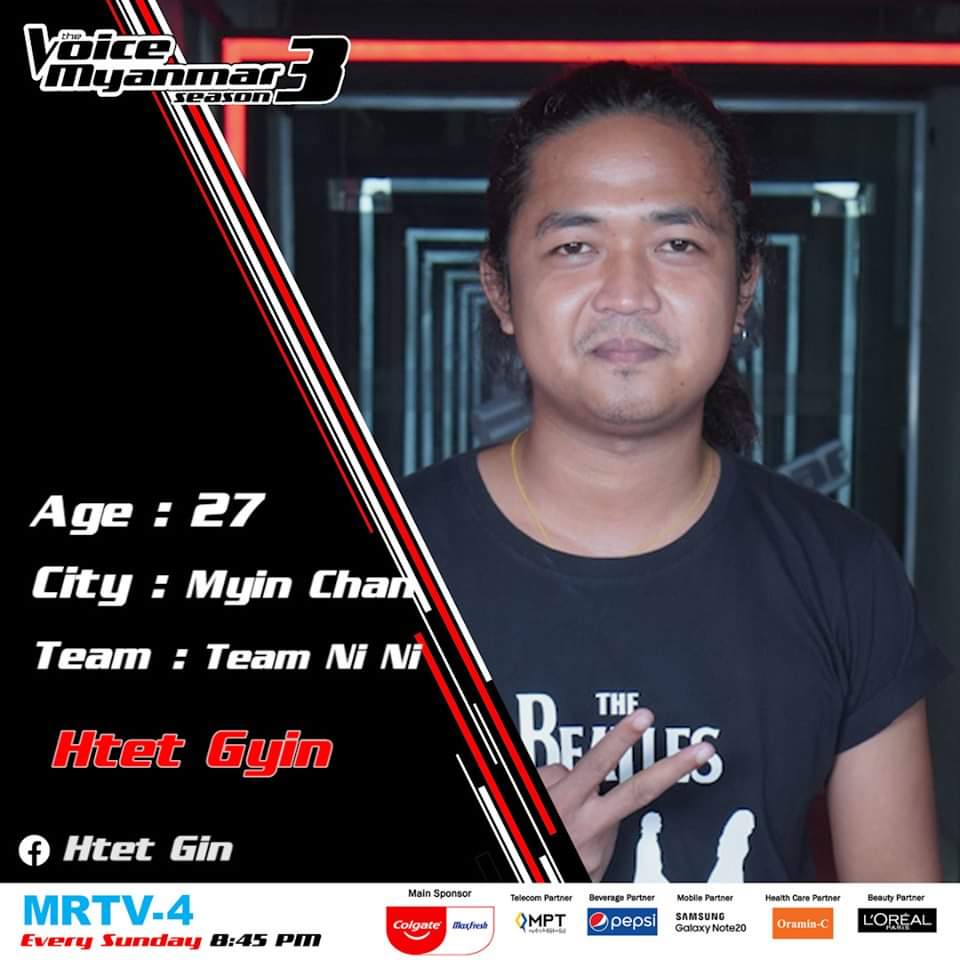 the
Voice
Myanmar
season 3
Age : 27
City : Myin Chan
Team : Team Ni Ni
Htet Gyin
Htet Gin
THE
BEATLES
MRTV-4
Every Sunday 8:45 PM
Main Sponsor
Colgate MaxFresh
Telecom Partner
MPT
Beverage Partner
pepsi
Mobile Partner
SAMSUNG
Galaxy Note20
Health Care Partner
Oramin-C
Beauty Partner
L'ORÉAL
PARIS